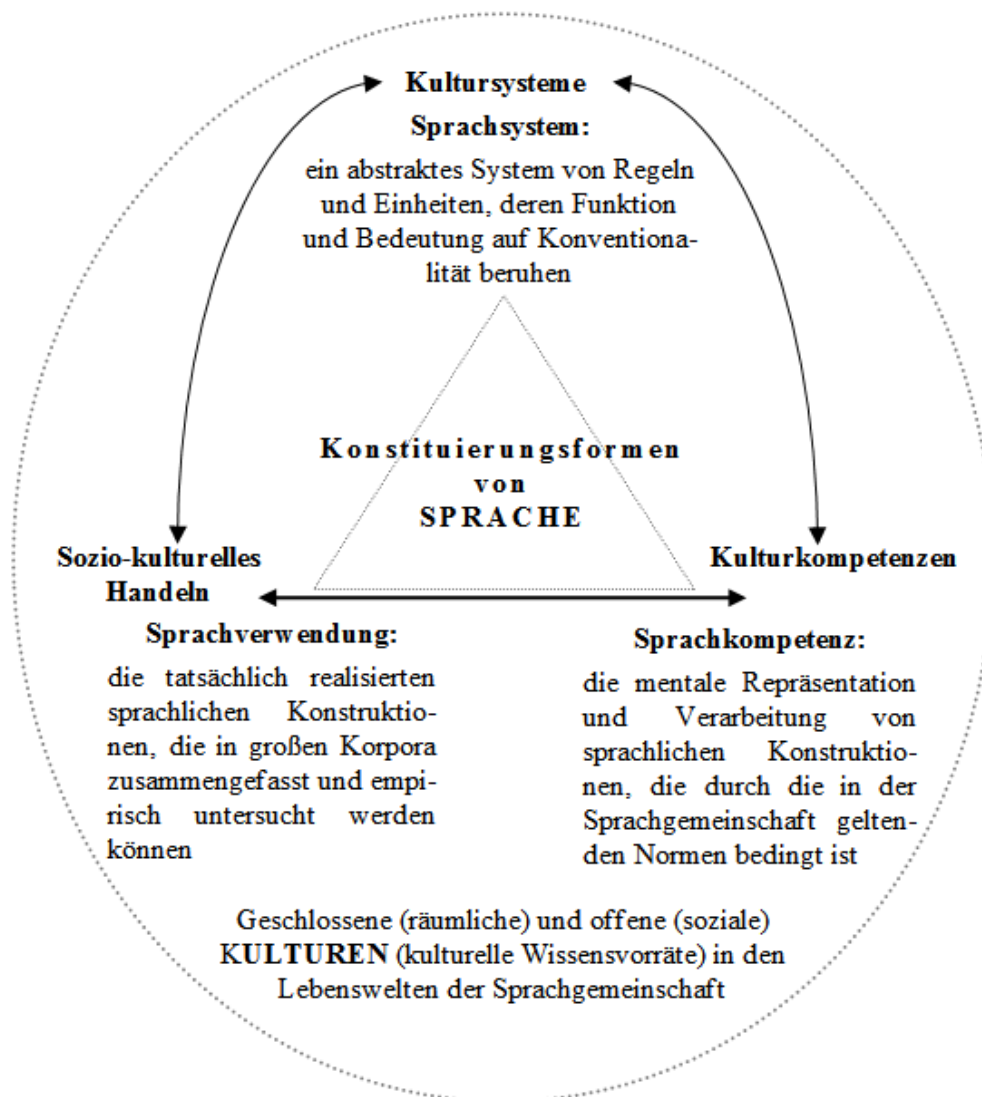 Kultursysteme
Sprachsystem:
ein abstraktes System von Regeln
und Einheiten, deren Funktion
und Bedeutung auf Konventiona-
lität beruhen
Konstituierungsformen
von
SPRACHE
Sozio-kulturelles
Handeln
Kulturkompetenzen
Sprachverwendung:
die tatsächlich realisierten
sprachlichen Konstruktio-
nen, die in großen Korpora
zusammengefasst und empi-
risch untersucht werden
können
Sprachkompetenz:
die mentale Repräsentation
und Verarbeitung von
sprachlichen Konstruktio-
nen, die durch die in der
Sprachgemeinschaft gelten-
den Normen bedingt ist
Geschlossene (räumliche) und offene (soziale)
KULTUREN (kulturelle Wissensvorräte) in den
Lebenswelten der Sprachgemeinschaft